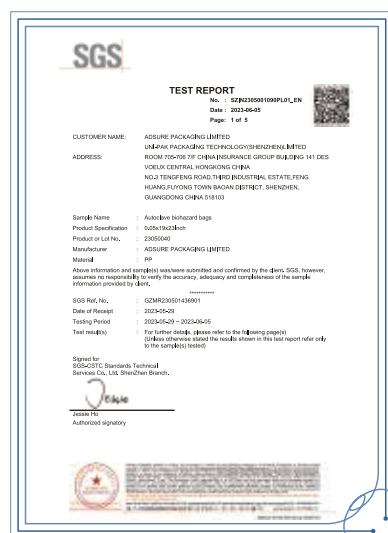 SGS
TEST REPORT
No. : SZIN2305001090PL01_EN
Date : 2023-06-05
Page: 1 of 5
CUSTOMER NAME: ADSURE PACKAGING LIMITED
UNI-PAK PACKAGING TECHNOLOGY(SHENZHEN)LIMITED
ADDRESS: ROOM 705-706 7/F CHINA INSURANCE GROUP BUILDING 141 DES
VOEUX CENTRAL HONGKONG CHINA
NO.3 TENGFENG ROAD,THIRD INDUSTRIAL ESTATE,FENG
HUANG,FUYONG TOWN BAOAN DISTRICT, SHENZHEN,
GUANGDONG CHINA 518103
Sample Name : Autoclave biohazard bags
Product Specification : 0.05x19x23inch
Product or Lot No. : 23050040
Manufacturer : ADSURE PACKAGING LIMITED
Material : PP
Above information and sample(s) was/were submitted and confirmed by the client. SGS, however,
assumes no responsibility to verify the accuracy, adequacy and completeness of the sample
information provided by client.
***********
SGS Ref. No. : GZMR230501436901
Date of Receipt : 2023-05-29
Testing Period : 2023-05-29 ~ 2023-06-05
Test result(s) : For further details, please refer to the following page(s)
(Unless otherwise stated the results shown in this test report refer only
to the sample(s) tested)
Signed for
SGS-CSTC Standards Technical
Services Co., Ltd. ShenZhen Branch.
Jessie Ho
Authorized signatory